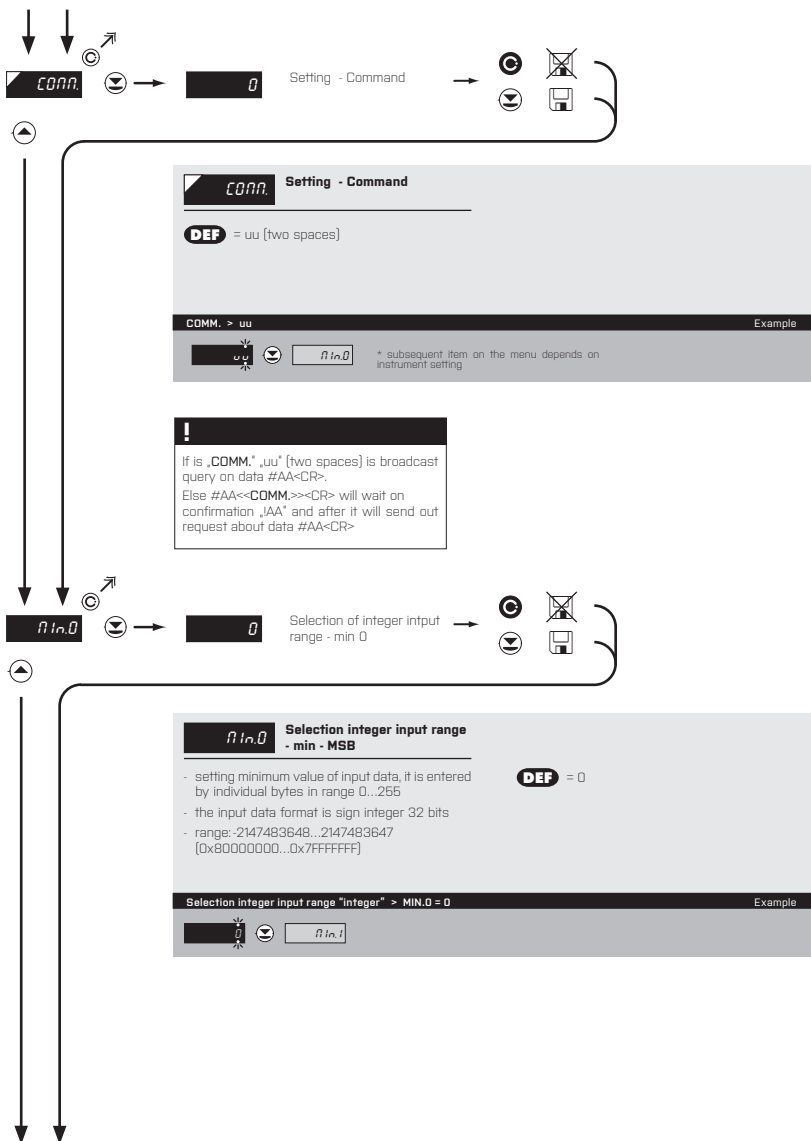 COMM.
0
Setting - Command
COMM.
Setting - Command
DEF = uu (two spaces)
COMM. > uu
Example
uu
MIn.0
* subsequent item on the menu depends on
instrument setting
!
If is „COMM." „uu" (two spaces) is broadcast
query on data #AA<CR>.
Else #AA<<COMM.>><CR> will wait on
confirmation „!AA" and after it will send out
request about data #AA<CR>
MIn.0
0
Selection of integer intput
range - min 0
MIn.0
Selection integer input range
- min - MSB
- setting minimum value of input data, it is entered
by individual bytes in range 0...255
- the input data format is sign integer 32 bits
- range:-2147483648...2147483647
(0x80000000...0x7FFFFFFF)
DEF = 0
Selection integer input range "integer" > MIN.0 = 0
Example
0
MIn.1